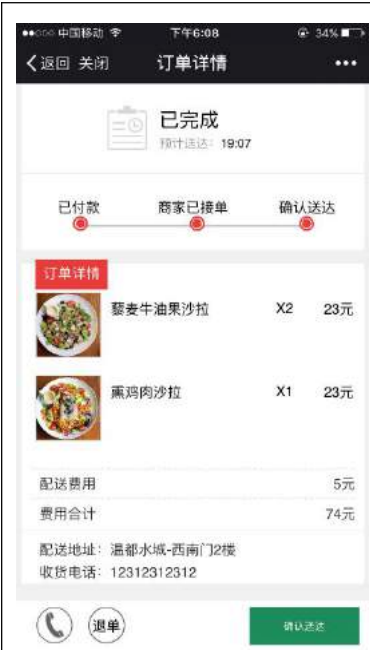 中国移动 下午6:08 34%
返回 关闭 订单详情
已完成
预计送达：19:07
已付款 商家已接单 确认送达
订单详情
藜麦牛油果沙拉 X2 23元
熏鸡肉沙拉 X1 23元
配送费用 5元
费用合计 74元
配送地址：温都水城-西南门2楼
收货电话：12312312312
退单 确认送达